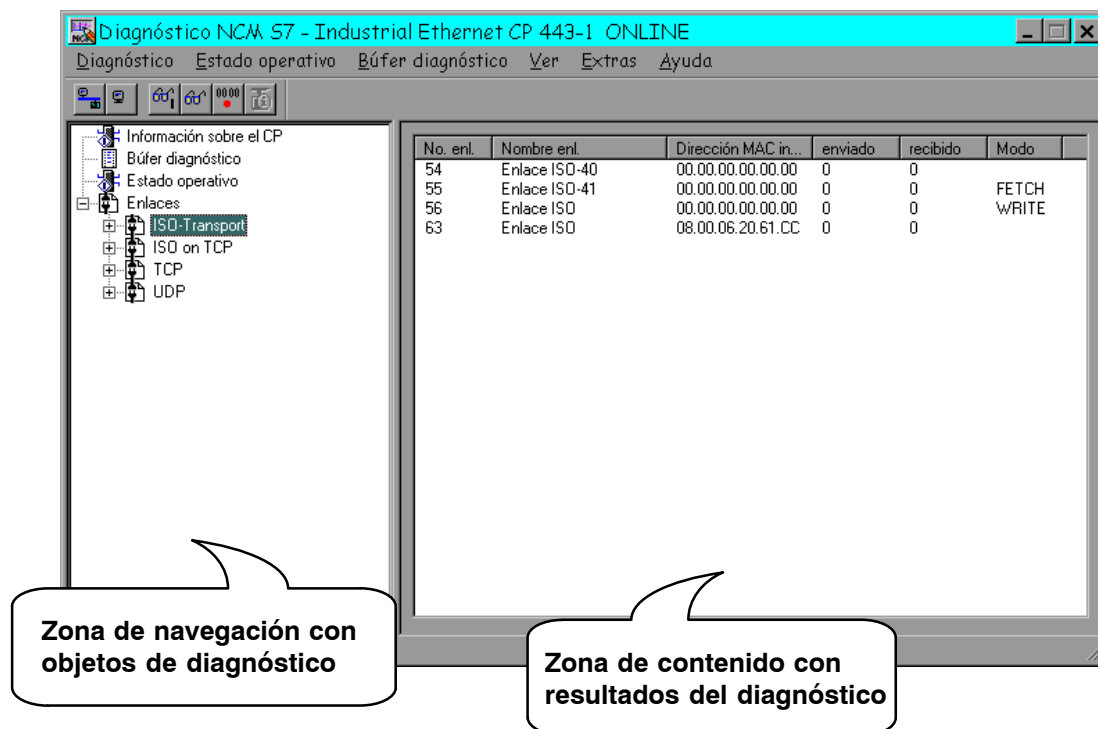 Diagnóstico NCM S7 - Industrial Ethernet CP 443-1 ONLINE
Diagnóstico Estado operativo Búfer diagnóstico Ver Extras Ayuda
Información sobre el CP
Búfer diagnóstico
Estado operativo
Enlaces
ISO-Transport
ISO on TCP
TCP
UDP
No. enl. Nombre enl. Dirección MAC in... enviado recibido Modo
54 Enlace ISO-40 00.00.00.00.00.00 0 0
55 Enlace ISO-41 00.00.00.00.00.00 0 0 FETCH
56 Enlace ISO 00.00.00.00.00.00 0 0 WRITE
63 Enlace ISO 08.00.06.20.61.CC 0 0
Zona de navegación con
objetos de diagnóstico
Zona de contenido con
resultados del diagnóstico